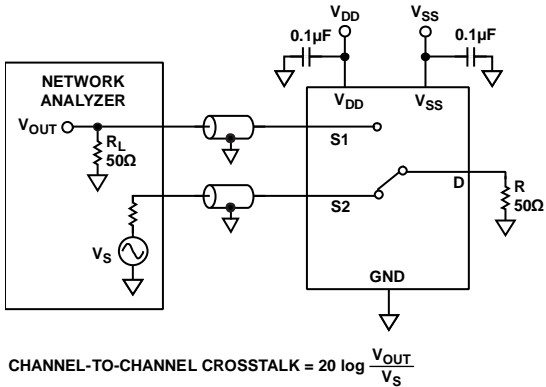 V_DD
V_SS
0.1µF
0.1µF
NETWORK
ANALYZER
V_DD
V_SS
V_OUT
R_L
50Ω
S1
S2
D
R
50Ω
V_S
GND
CHANNEL-TO-CHANNEL CROSSTALK = 20 log V_OUT / V_S